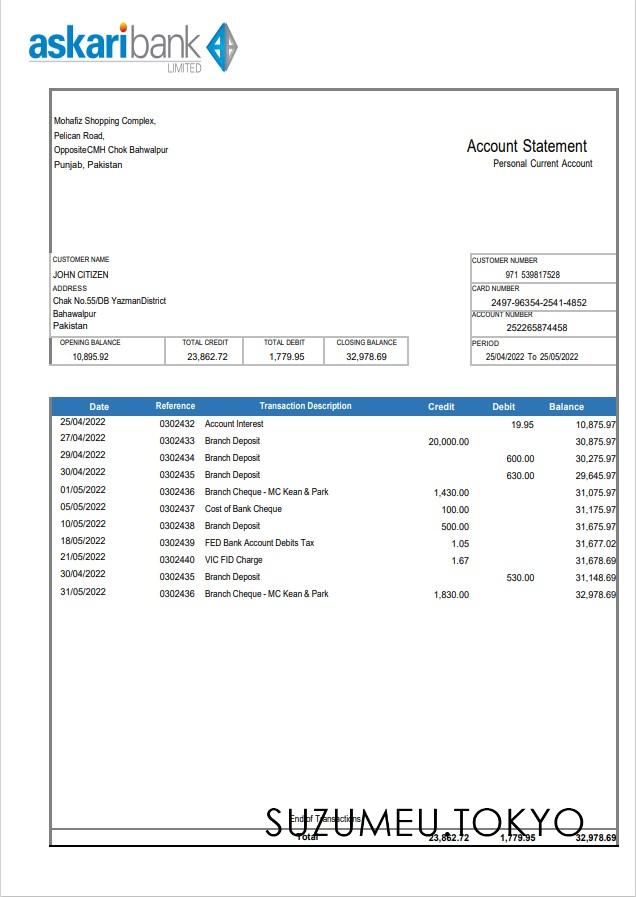 askaribank
LIMITED
Mohafiz Shopping Complex,
Pelican Road,
OppositeCMH Chok Bahwalpur
Punjab, Pakistan
Account Statement
Personal Current Account
CUSTOMER NAME
JOHN CITIZEN
ADDRESS
Chak No.55/DB YazmanDistrict
Bahawalpur
Pakistan
CUSTOMER NUMBER
971 539817528
CARD NUMBER
2497-96354-2541-4852
ACCOUNT NUMBER
252265874458
PERIOD
25/04/2022 To 25/05/2022
OPENING BALANCE TOTAL CREDIT TOTAL DEBIT CLOSING BALANCE
10,895.92 23,862.72 1,779.95 32,978.69
Date Reference Transaction Description Credit Debit Balance
25/04/2022 0302432 Account Interest 19.95 10,875.97
27/04/2022 0302433 Branch Deposit 20,000.00 30,875.97
29/04/2022 0302434 Branch Deposit 600.00 30,275.97
30/04/2022 0302435 Branch Deposit 630.00 29,645.97
01/05/2022 0302436 Branch Cheque - MC Kean & Park 1,430.00 31,075.97
05/05/2022 0302437 Cost of Bank Cheque 100.00 31,175.97
10/05/2022 0302438 Branch Deposit 500.00 31,675.97
18/05/2022 0302439 FED Bank Account Debits Tax 1.05 31,677.02
21/05/2022 0302440 VIC FID Charge 1.67 31,678.69
30/04/2022 0302435 Branch Deposit 530.00 31,148.69
31/05/2022 0302436 Branch Cheque - MC Kean & Park 1,830.00 32,978.69
End of Transactions
SUZUMEU.TOKYO
Total 23,862.72 1,779.95 32,978.69